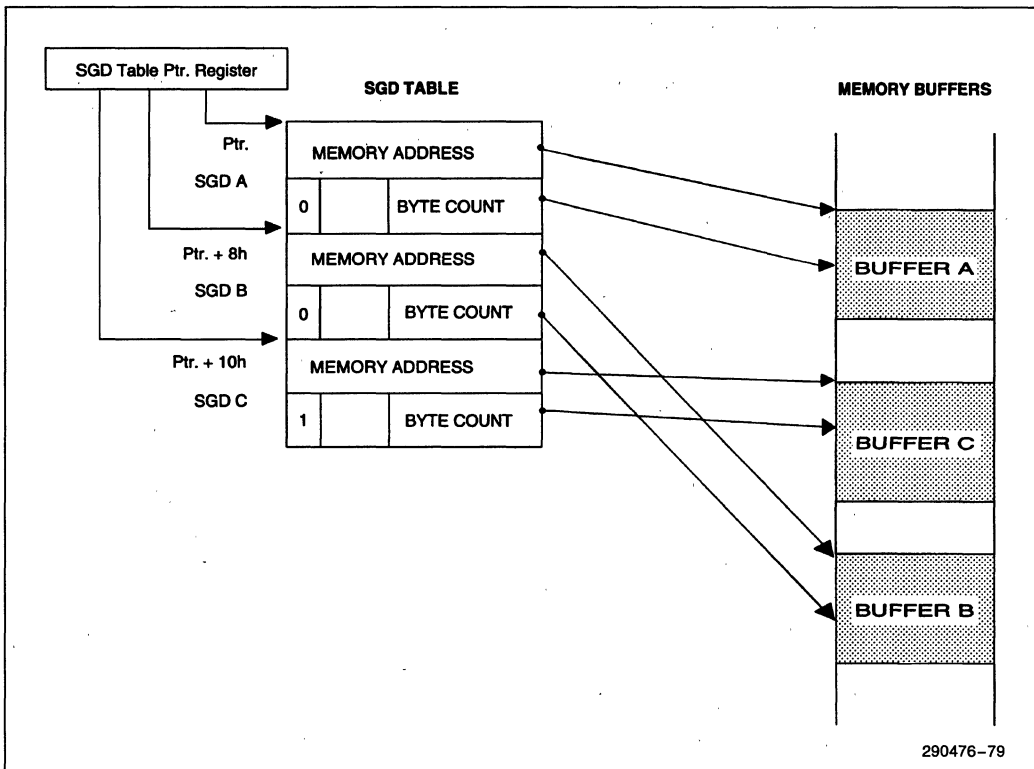 SGD Table Ptr. Register
SGD TABLE
MEMORY BUFFERS
Ptr.
MEMORY ADDRESS
SGD A
0
BYTE COUNT
Ptr. + 8h
MEMORY ADDRESS
SGD B
0
BYTE COUNT
Ptr. + 10h
MEMORY ADDRESS
SGD C
1
BYTE COUNT
BUFFER A
BUFFER C
BUFFER B
290476–79